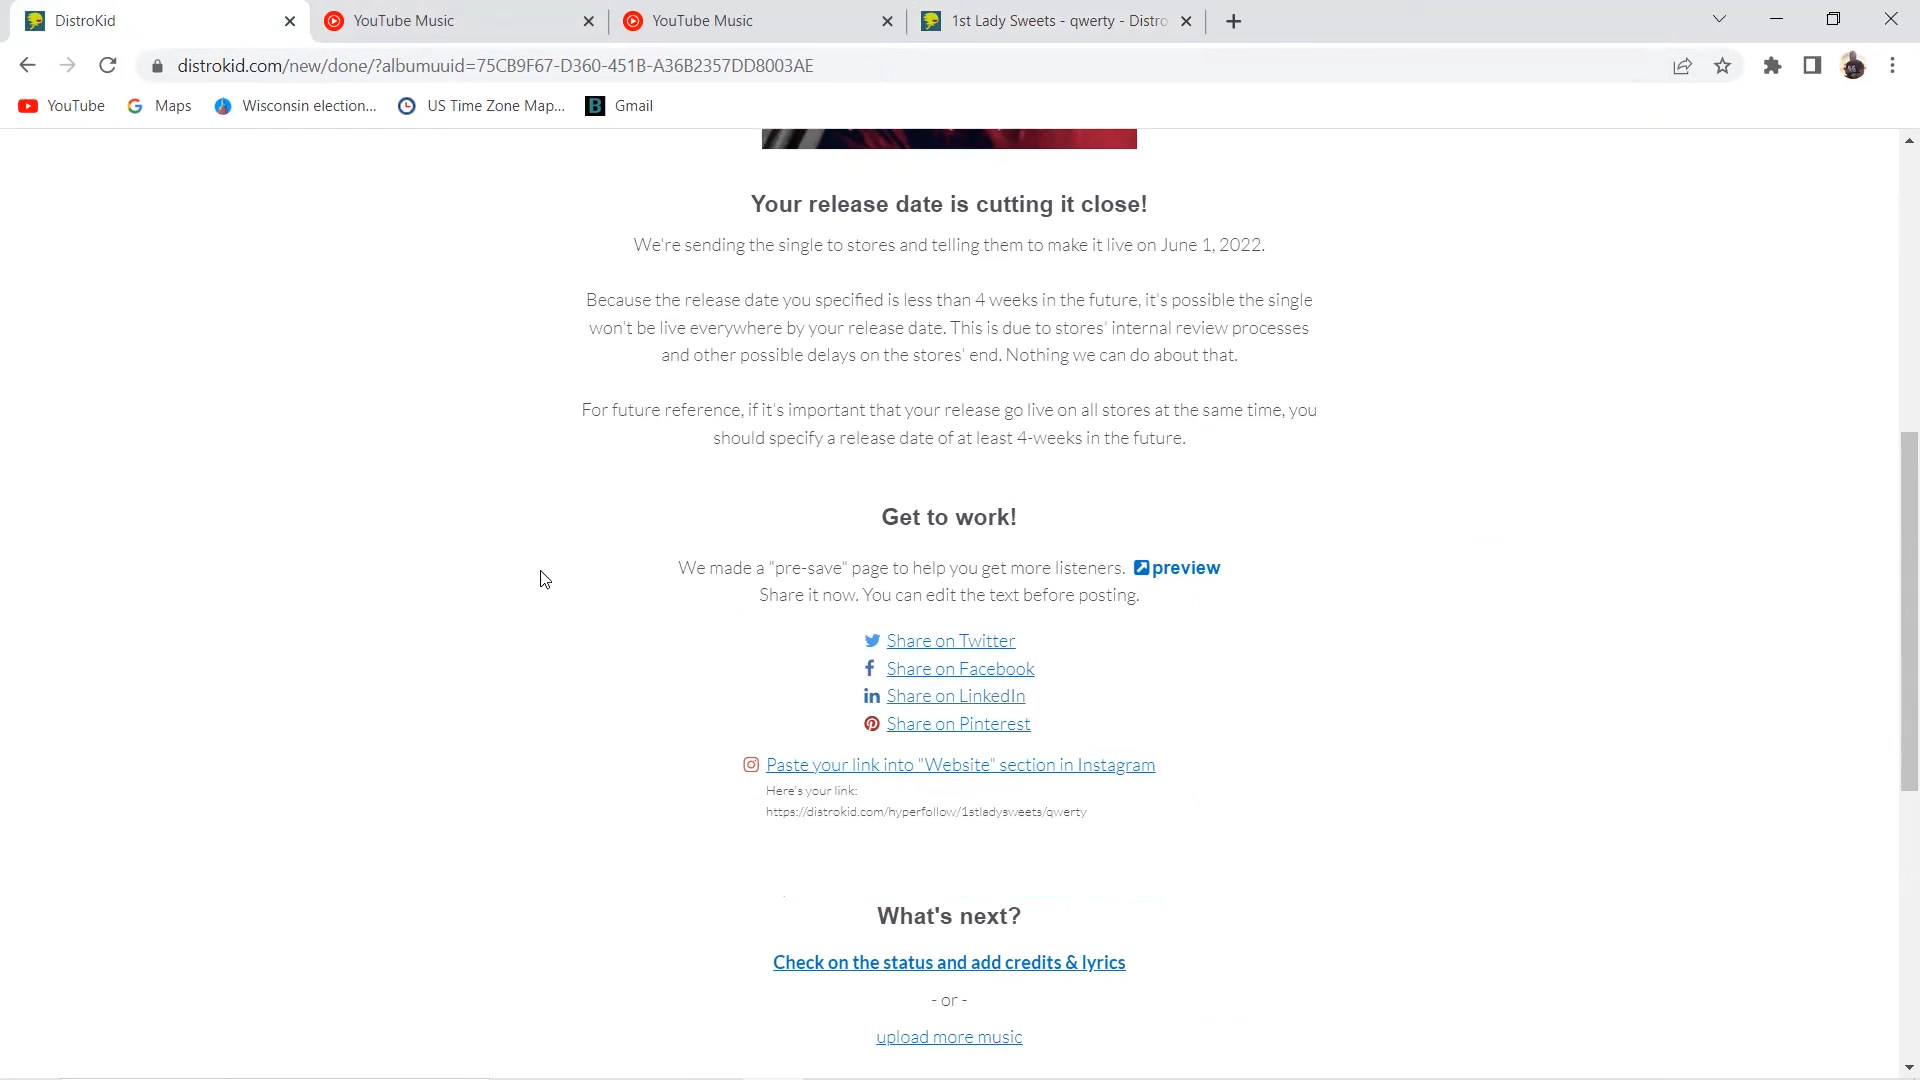 DistroKid
YouTube Music
YouTube Music
1st Lady Sweets - qwerty - Distro
distrokid.com/new/done/?albumuuid=75CB9F67-D360-451B-A36B2357DD8003AE
YouTube
Maps
Wisconsin election...
US Time Zone Map...
B
Gmail
Your release date is cutting it close!
We're sending the single to stores and telling them to make it live on June 1, 2022.
Because the release date you specified is less than 4 weeks in the future, it's possible the single
won't be live everywhere by your release date. This is due to stores' internal review processes
and other possible delays on the stores' end. Nothing we can do about that.
For future reference, if it's important that your release go live on all stores at the same time, you
should specify a release date of at least 4-weeks in the future.
Get to work!
We made a "pre-save" page to help you get more listeners. preview
Share it now. You can edit the text before posting.
Share on Twitter
Share on Facebook
Share on LinkedIn
Share on Pinterest
Paste your link into "Website" section in Instagram
Here's your link:
https://distrokid.com/hyperfollow/1stladysweets/qwerty
What's next?
Check on the status and add credits & lyrics
- or -
upload more music